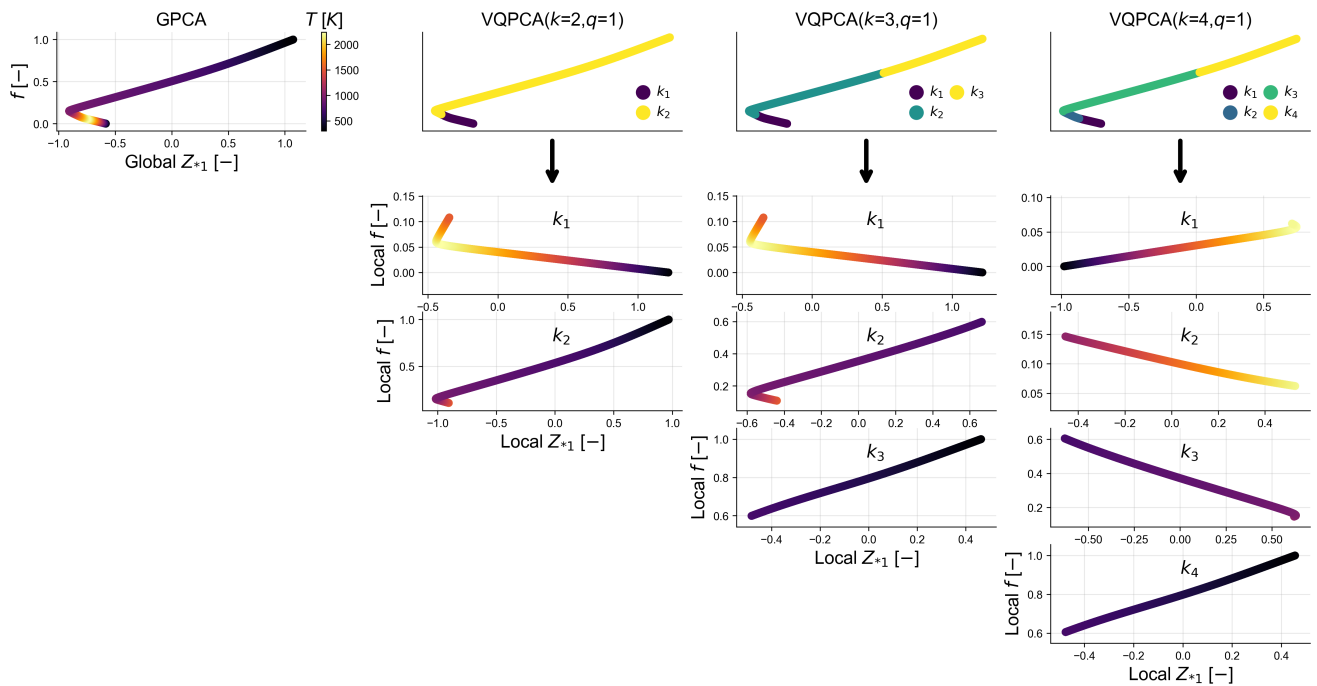 GPCA
T [K]
VQPCA(k=2,q=1)
VQPCA(k=3,q=1)
VQPCA(k=4,q=1)
f [−]
1.0
0.5
0.0
2000
1500
1000
500
−1.0 −0.5 0.0 0.5 1.0
Global Z*1 [−]
k1
k2
k1 k3
k2
k1 k3
k2 k4
Local f [−]
0.15
0.10
0.05
0.00
k1
−0.5 0.0 0.5 1.0
0.15
0.10
0.05
0.00
k1
−0.5 0.0 0.5 1.0
0.10
0.05
0.00
k1
−1.0 −0.5 0.0 0.5
Local f [−]
1.0
0.5
k2
−1.0 −0.5 0.0 0.5 1.0
Local Z*1 [−]
0.6
0.4
0.2
k2
−0.6 −0.4 −0.2 0.0 0.2 0.4 0.6
0.15
0.10
0.05
k2
−0.4 −0.2 0.0 0.2 0.4
Local f [−]
1.0
0.8
0.6
k3
−0.4 −0.2 0.0 0.2 0.4
Local Z*1 [−]
0.6
0.4
0.2
k3
−0.50 −0.25 0.00 0.25 0.50
Local f [−]
1.0
0.8
0.6
k4
−0.4 −0.2 0.0 0.2 0.4
Local Z*1 [−]